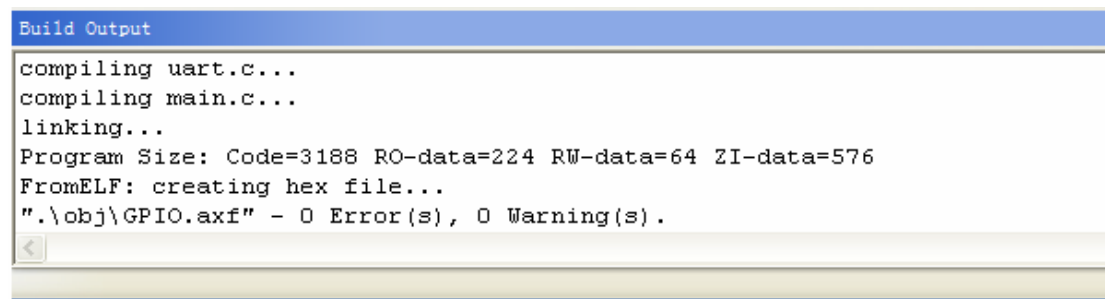 Build Output
compiling uart.c...
compiling main.c...
linking...
Program Size: Code=3188 RO-data=224 RW-data=64 ZI-data=576
FromELF: creating hex file...
".\obj\GPIO.axf" - 0 Error(s), 0 Warning(s).